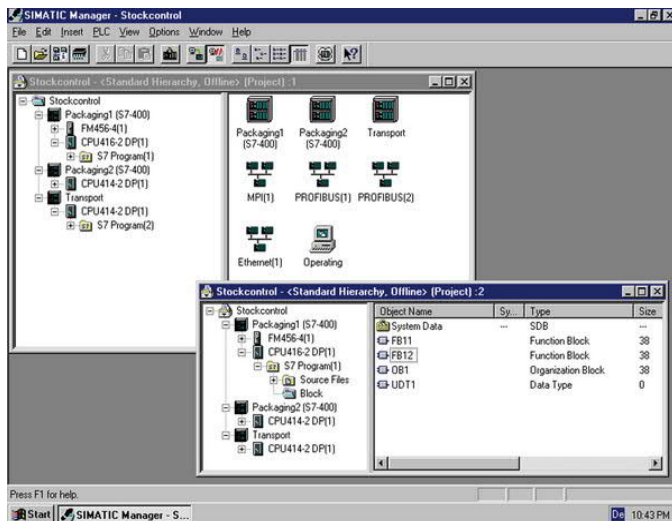 SIMATIC Manager - Stockcontrol
File Edit Insert PLC View Options Window Help
Stockcontrol - <Standard Hierarchy, Offline> (Project) :1
Stockcontrol
Packaging1 (S7-400)
FM456-4(1)
CPU416-2 DP(1)
S7 Program(1)
Packaging2 (S7-400)
CPU414-2 DP(1)
Transport
CPU414-2 DP(1)
S7 Program(2)
Packaging1 (S7-400)
Packaging2 (S7-400)
Transport
MPI(1) PROFIBUS(1) PROFIBUS(2)
Ethernet(1) Operating
Stockcontrol - <Standard Hierarchy, Offline> (Project) :2
Stockcontrol
Packaging1 (S7-400)
FM456-4(1)
CPU416-2 DP(1)
S7 Program(1)
Source Files
Block
Packaging2 (S7-400)
CPU414-2 DP(1)
Transport
CPU414-2 DP(1)
Object Name Sy... Type Size
System Data ... SDB ...
FB11 Function Block 38
FB12 Function Block 38
OB1 Organization Block 38
UDT1 Data Type 0
Press F1 for help.
Start SIMATIC Manager - S... De 10:43 PM